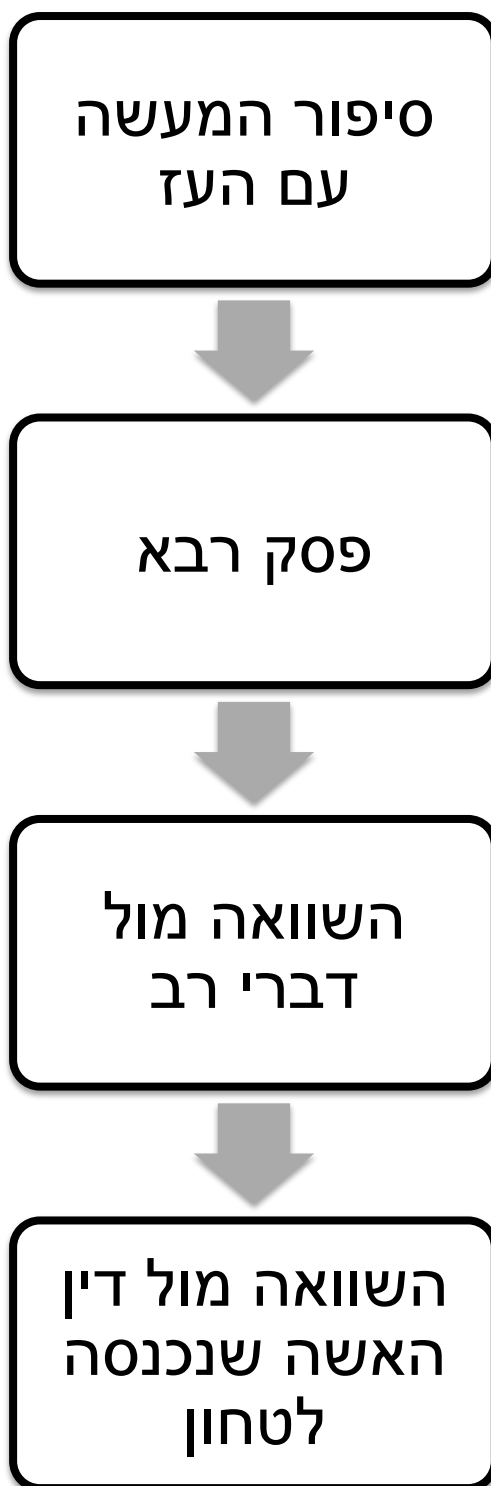 סיפור המעשה
עם העז
פסק רבא
השוואה מול
דברי רב
השוואה מול דין
האשה שנכנסה
לטחון